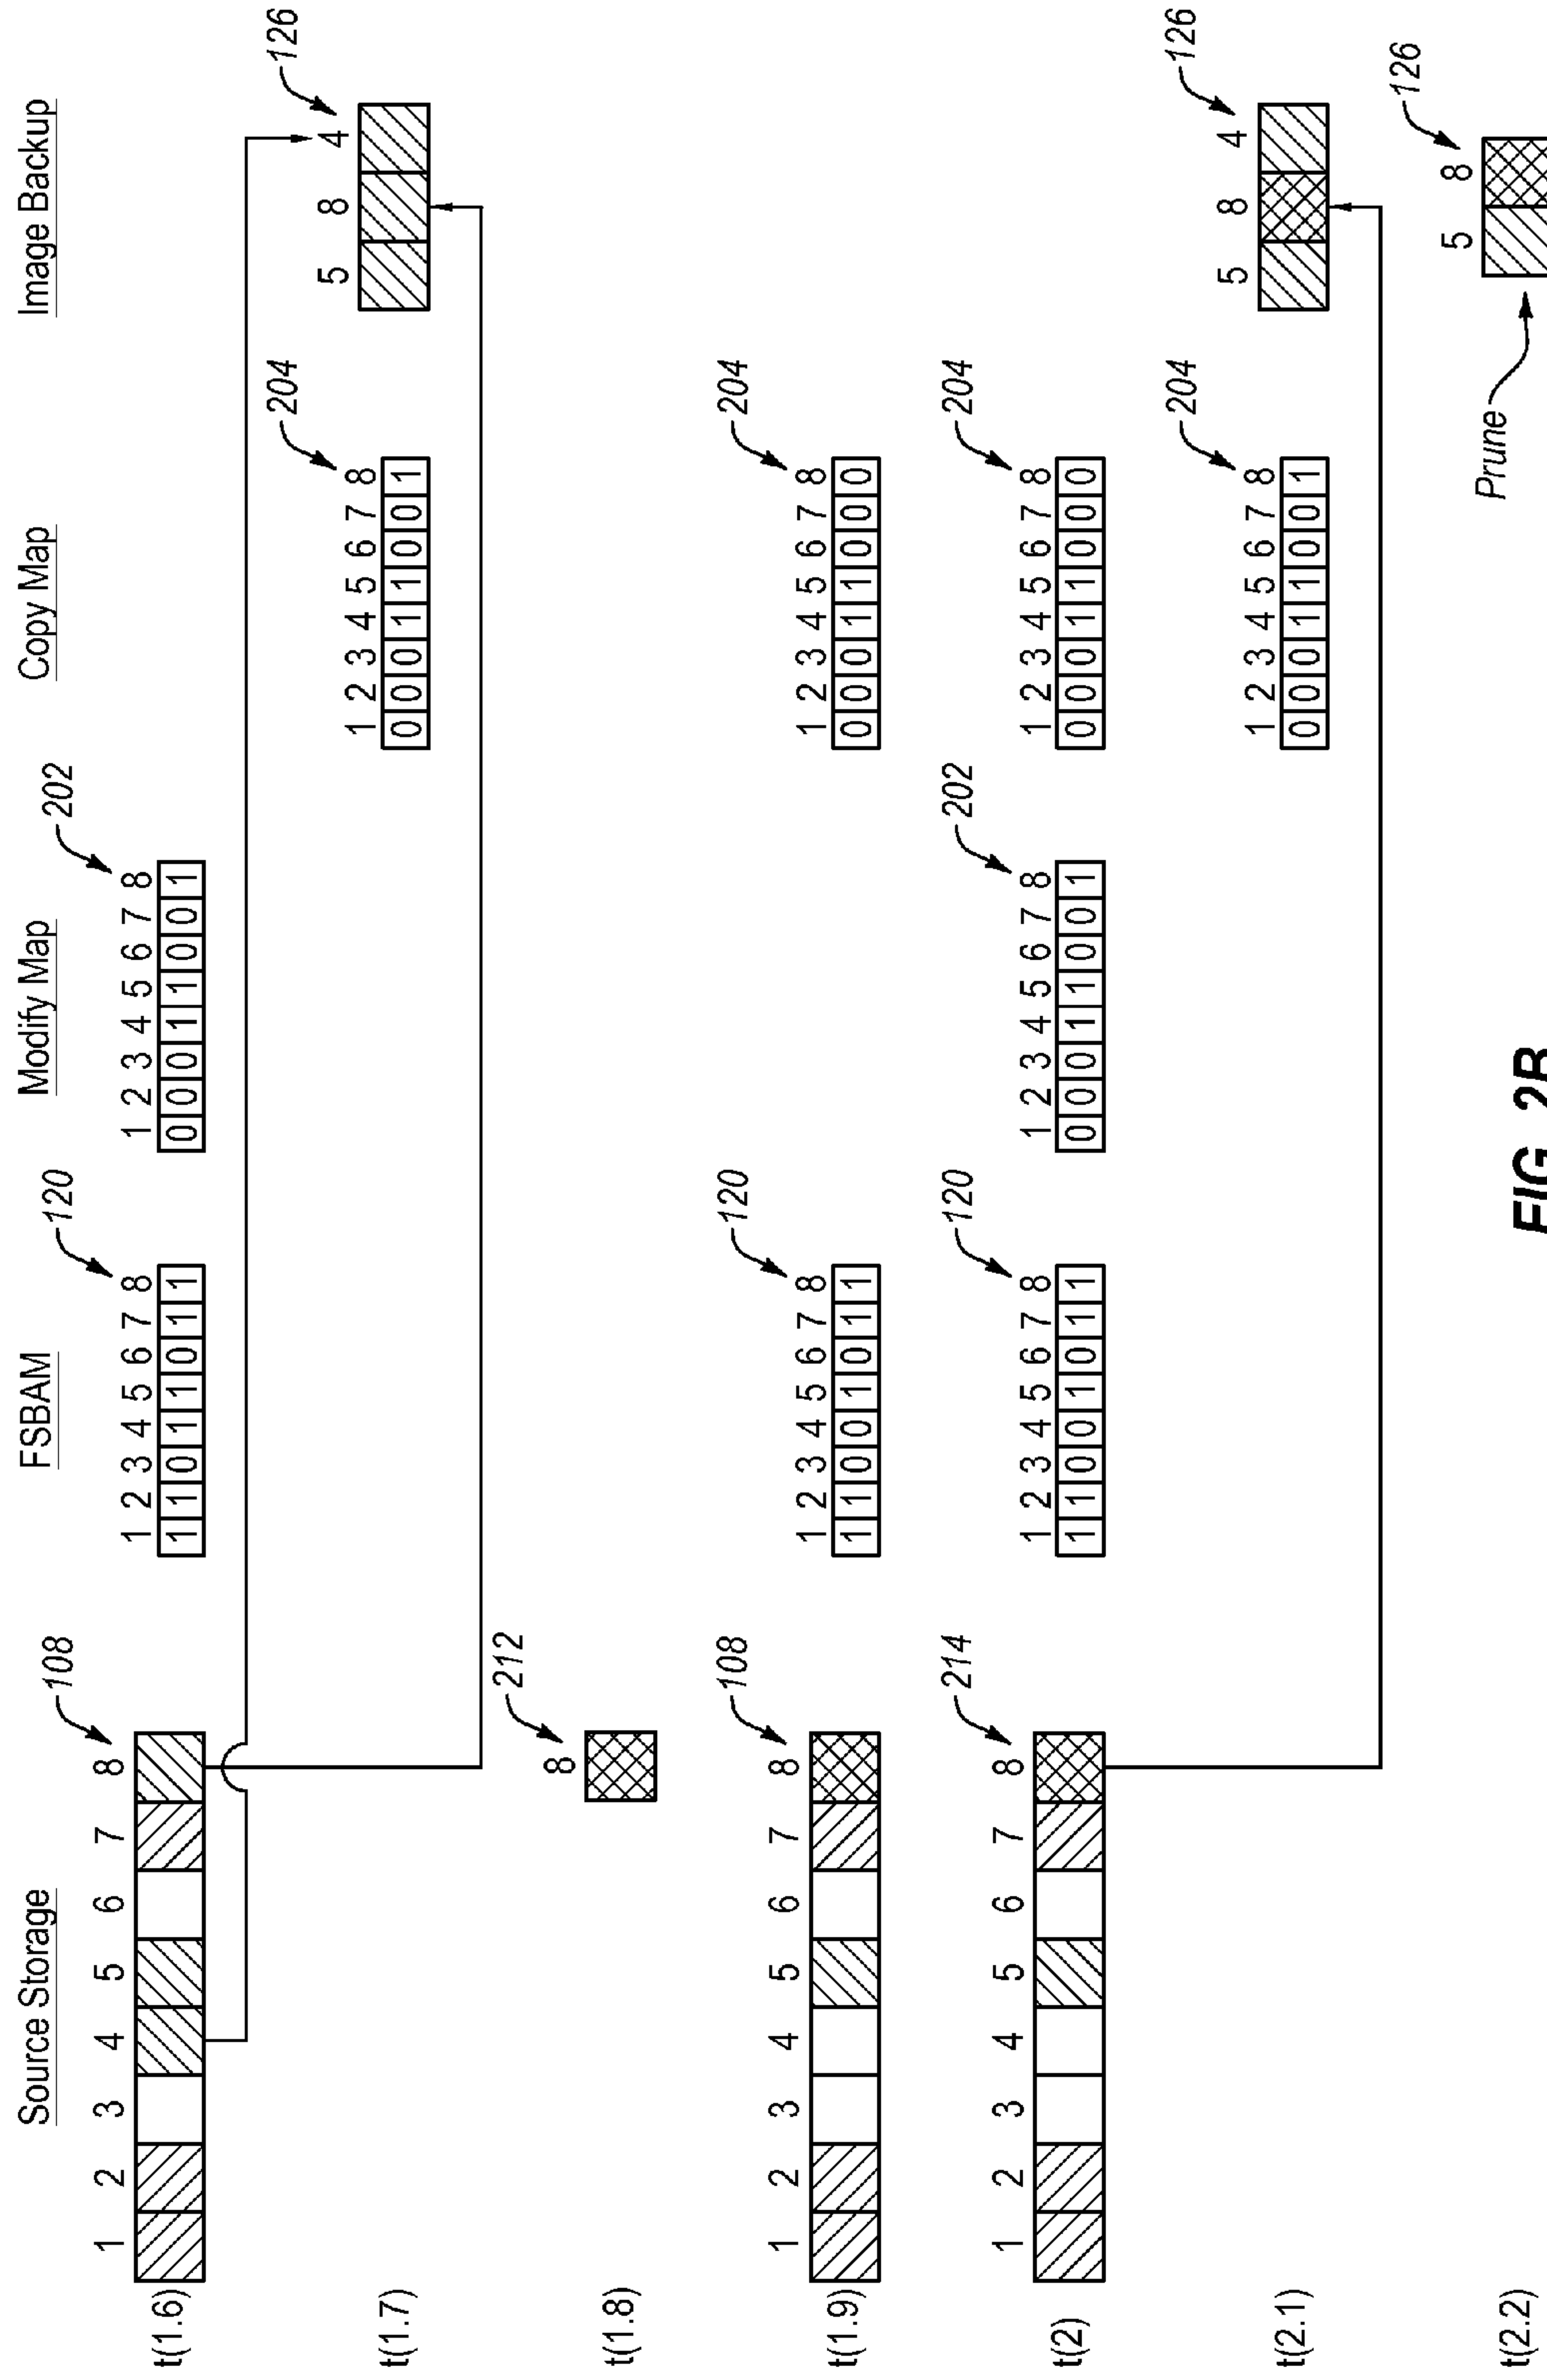 Source Storage FSBAM Modify Map Copy Map Image Backup
108 120 202
1 2 3 4 5 6 7 8 1 2 3 4 5 6 7 8 1 2 3 4 5 6 7 8
t(1.6) 1 1 0 1 1 0 1 1 0 0 0 1 1 0 0 1
204 126
1 2 3 4 5 6 7 8 5 8 4
t(1.7) 0 0 0 1 1 0 0 1
212
8
t(1.8)
108 120 204
1 2 3 4 5 6 7 8 1 2 3 4 5 6 7 8 1 2 3 4 5 6 7 8
t(1.9) 1 1 0 0 1 0 1 1 0 0 0 1 1 0 0 0
214 120 202 204
1 2 3 4 5 6 7 8 1 2 3 4 5 6 7 8 1 2 3 4 5 6 7 8 1 2 3 4 5 6 7 8
t(2) 1 1 0 0 1 0 1 1 0 0 0 1 1 0 0 1 0 0 0 1 1 0 0 0
204 126
1 2 3 4 5 6 7 8 5 8 4
t(2.1) 0 0 0 1 1 0 0 1
126
5 8
t(2.2) Prune
FIG. 2B